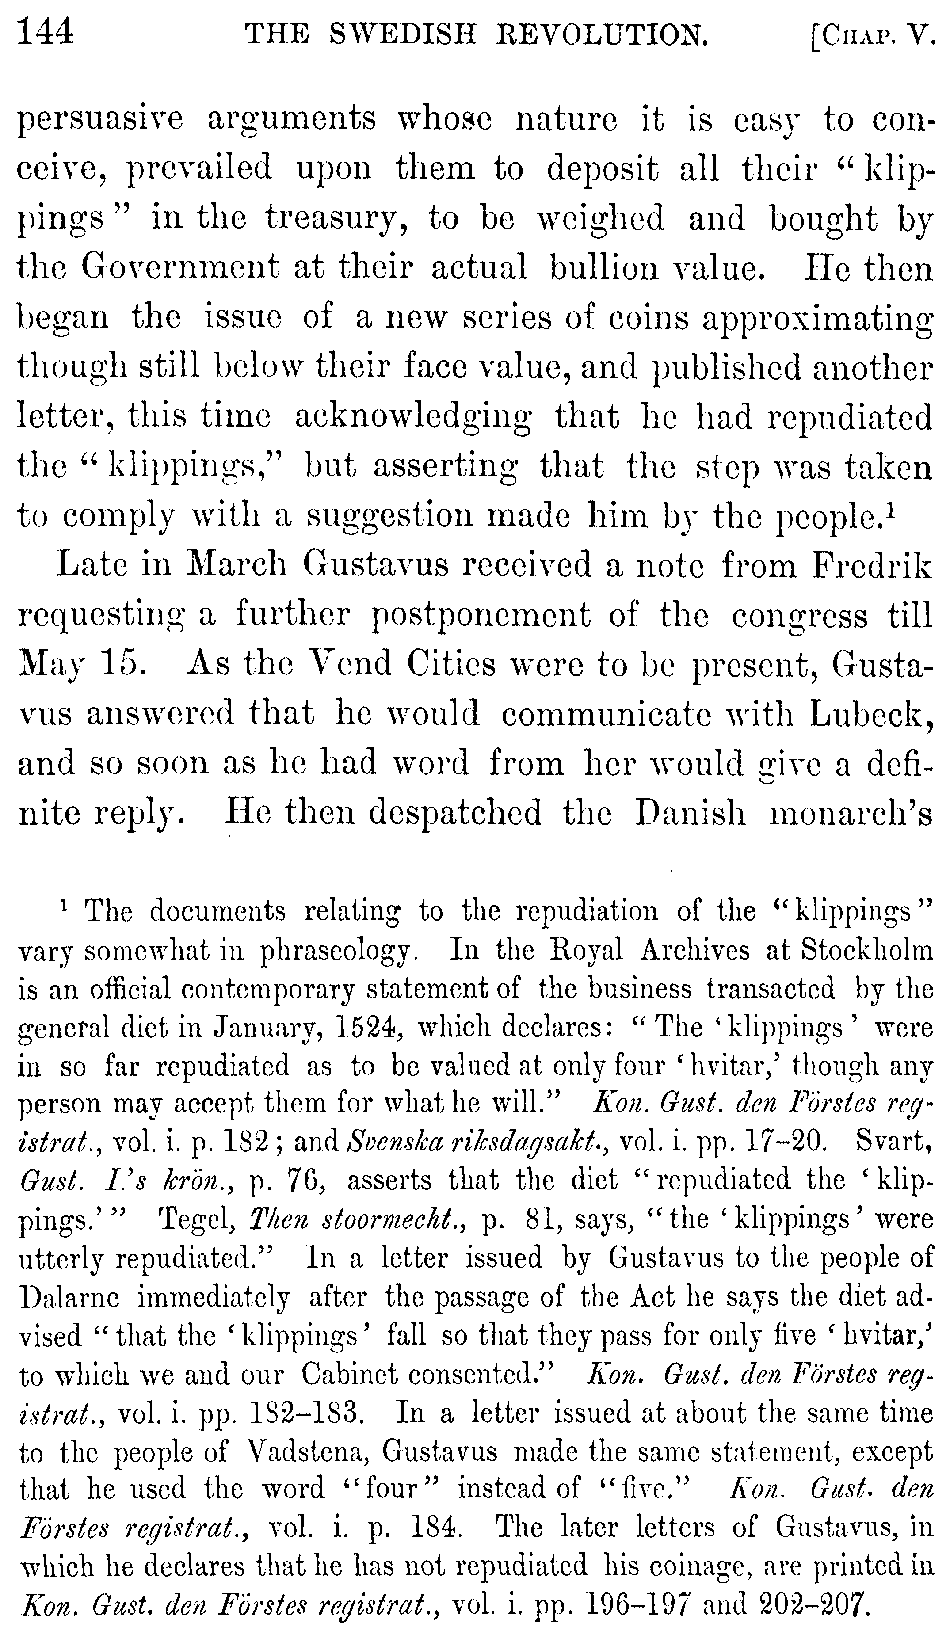 144 THE SWEDISH REVOLUTION. [CHAP. V.
persuasive arguments whose nature it is easy to con-
ceive, prevailed upon them to deposit all their “klip-
pings” in the treasury, to be weighed and bought by
the Government at their actual bullion value. He then
began the issue of a new series of coins approximating
though still below their face value, and published another
letter, this time acknowledging that he had repudiated
the “klippings,” but asserting that the step was taken
to comply with a suggestion made him by the people.¹
Late in March Gustavus received a note from Fredrik
requesting a further postponement of the congress till
May 15. As the Vend Cities were to be present, Gusta-
vus answered that he would communicate with Lubeck,
and so soon as he had word from her would give a defi-
nite reply. He then despatched the Danish monarch's
¹ The documents relating to the repudiation of the “klippings”
vary somewhat in phraseology. In the Royal Archives at Stockholm
is an official contemporary statement of the business transacted by the
general diet in January, 1524, which declares: “The ‘klippings’ were
in so far repudiated as to be valued at only four ‘hvitar,’ though any
person may accept them for what he will.” Kon. Gust. den Förstes reg-
istrat., vol. i. p. 182; and Svenska riksdagsakt., vol. i. pp. 17–20. Svart,
Gust. I.'s krön., p. 76, asserts that the diet “repudiated the ‘klip-
pings.’” Tegel, Then stoormecht., p. 81, says, “the ‘klippings’ were
utterly repudiated.” In a letter issued by Gustavus to the people of
Dalarne immediately after the passage of the Act he says the diet ad-
vised “that the ‘klippings’ fall so that they pass for only five ‘hvitar,’
to which we and our Cabinet consented.” Kon. Gust. den Förstes reg-
istrat., vol. i. pp. 182–183. In a letter issued at about the same time
to the people of Vadstena, Gustavus made the same statement, except
that he used the word “four” instead of “five.” Kon. Gust. den
Förstes registrat., vol. i. p. 184. The later letters of Gustavus, in
which he declares that he has not repudiated his coinage, are printed in
Kon. Gust. den Förstes registrat., vol. i. pp. 196–197 and 202–207.